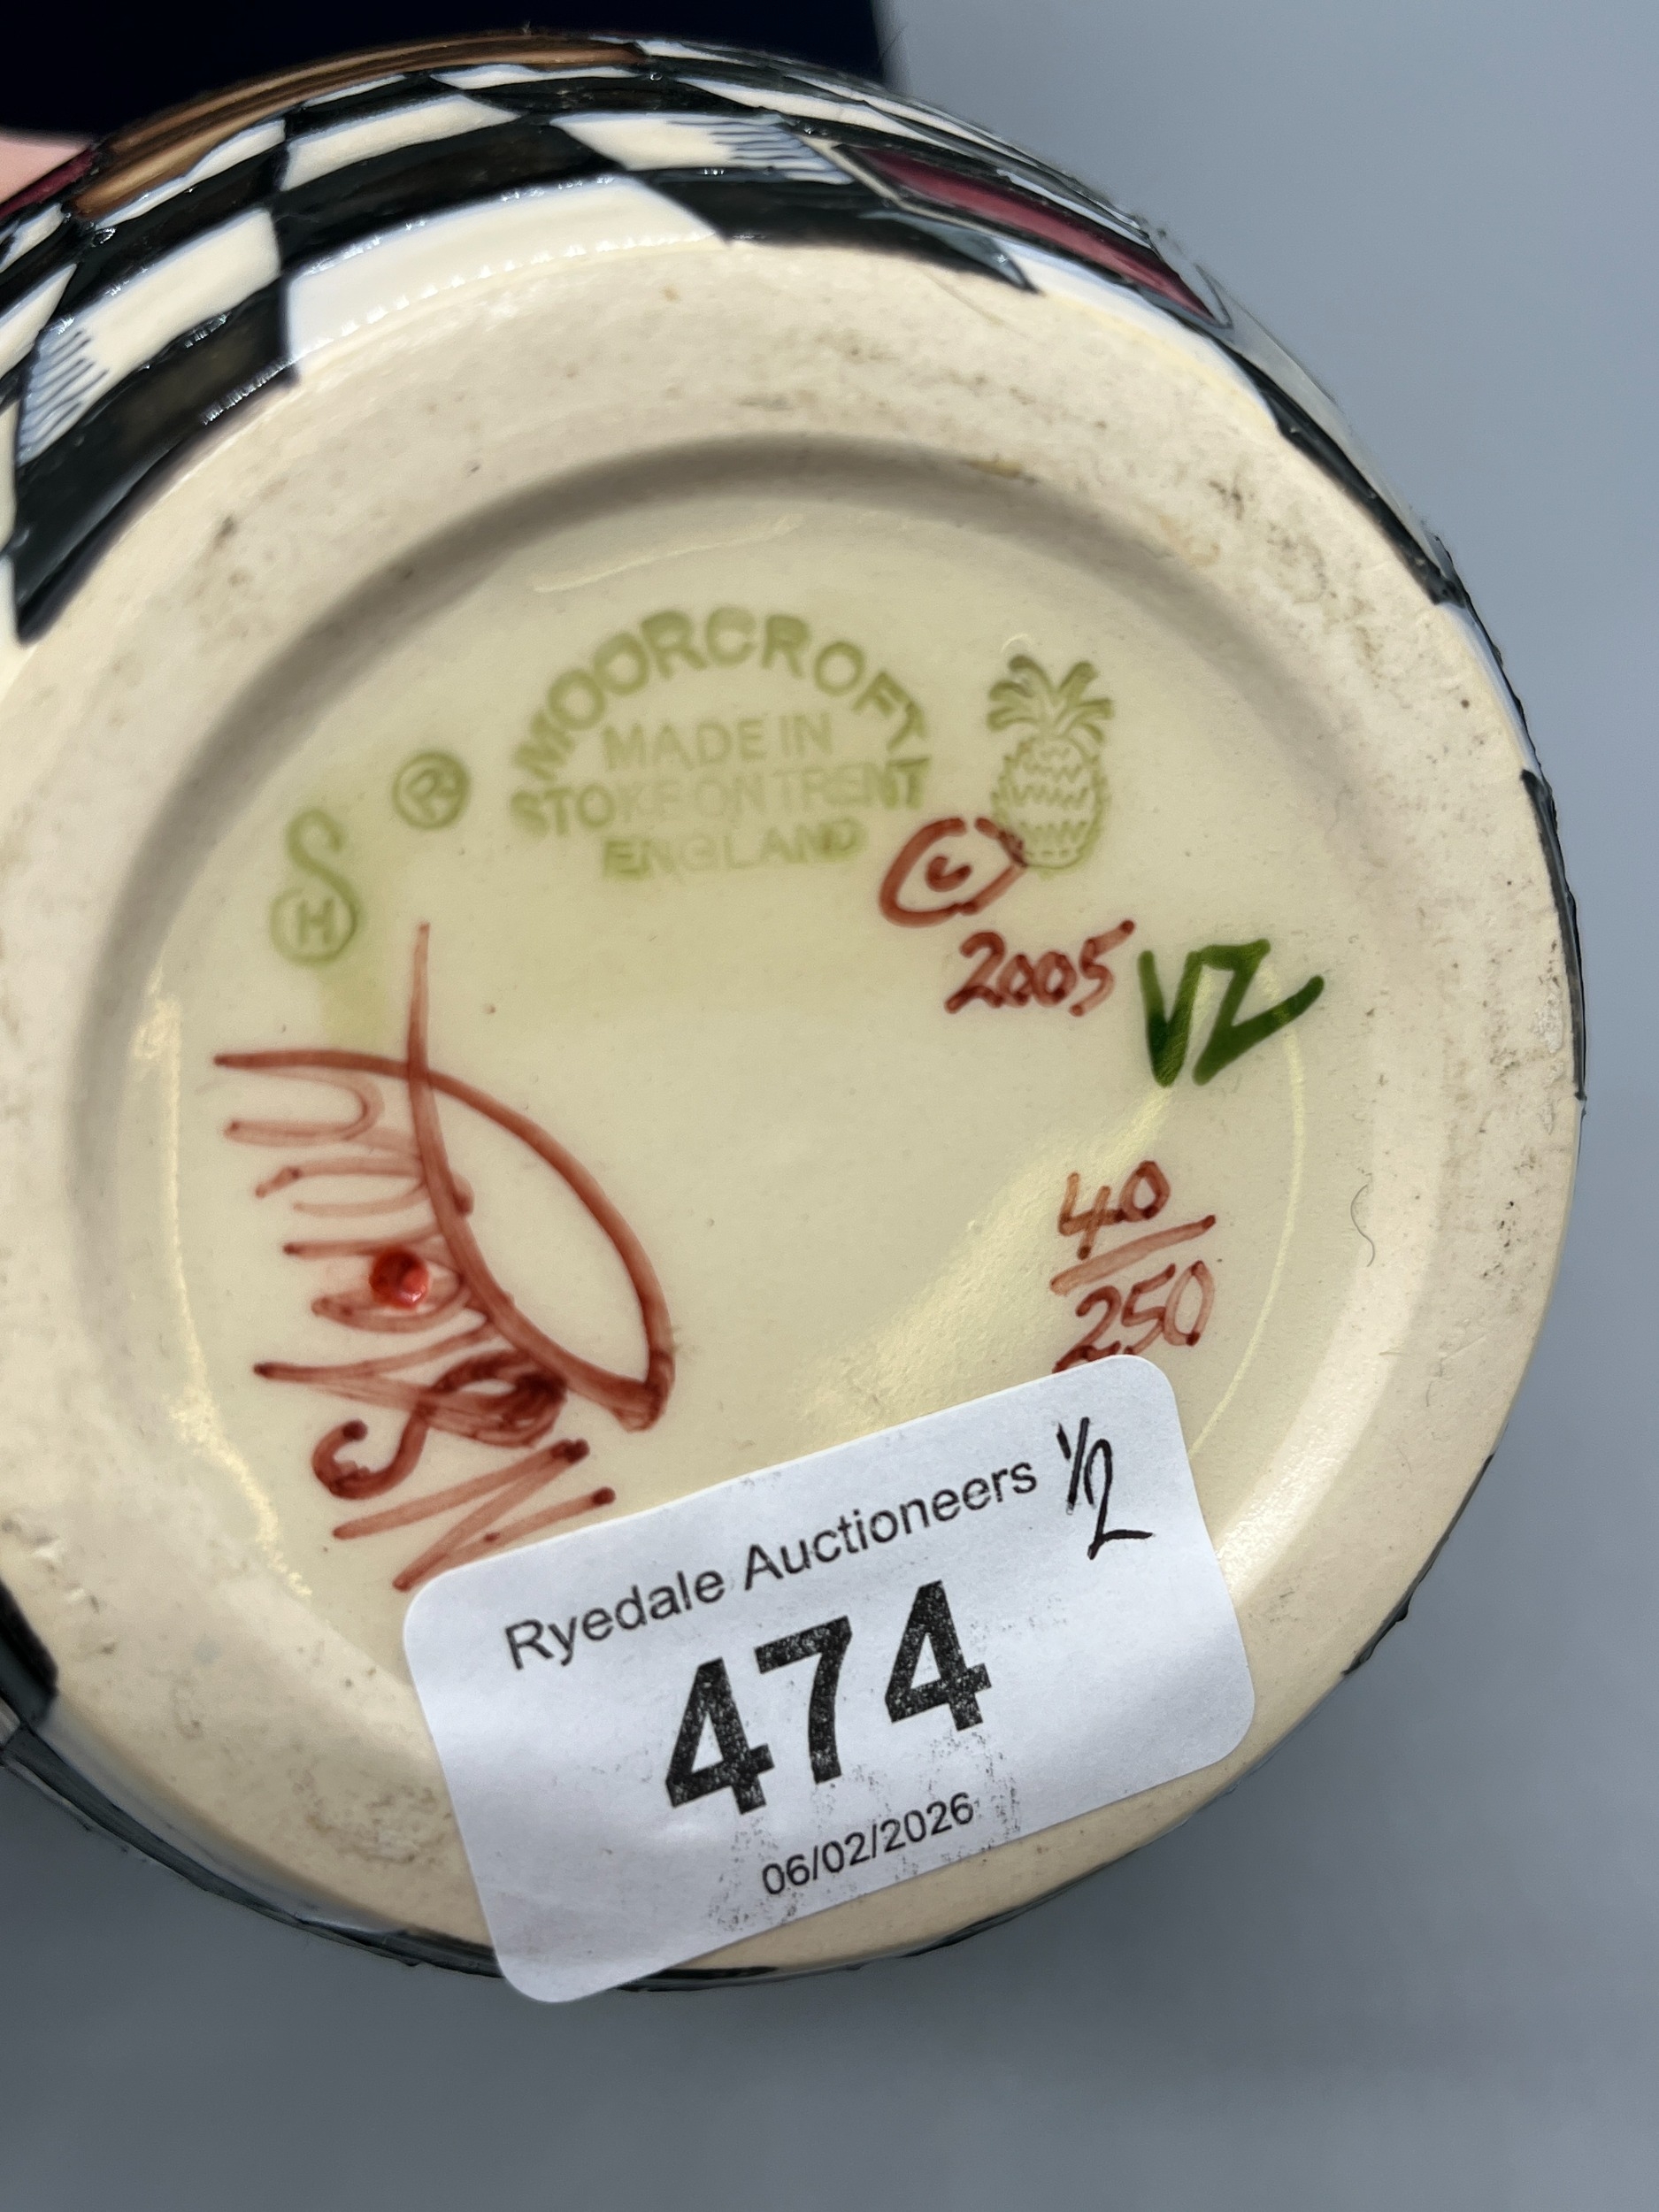 MOORCROFT
MADE IN
STOKE ON TRENT
ENGLAND
®
H
©
2005
VZ
40
250
Ryedale Auctioneers 1/2
474
06/02/2026